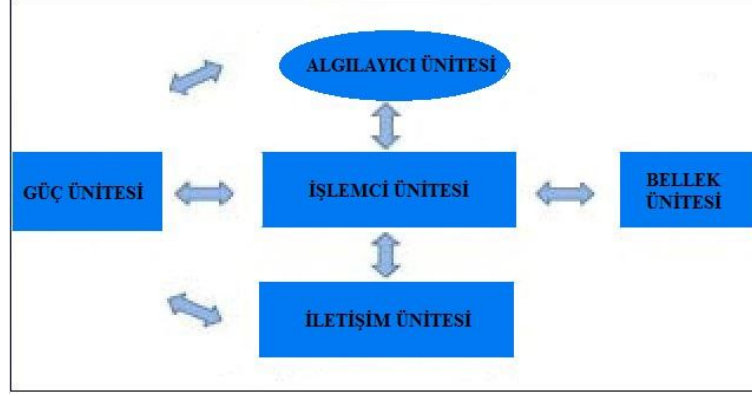 ALGILAYICI ÜNİTESİ
GÜÇ ÜNİTESİ
İŞLEMCİ ÜNİTESİ
BELLEK
ÜNİTESİ
İLETİŞİM ÜNİTESİ